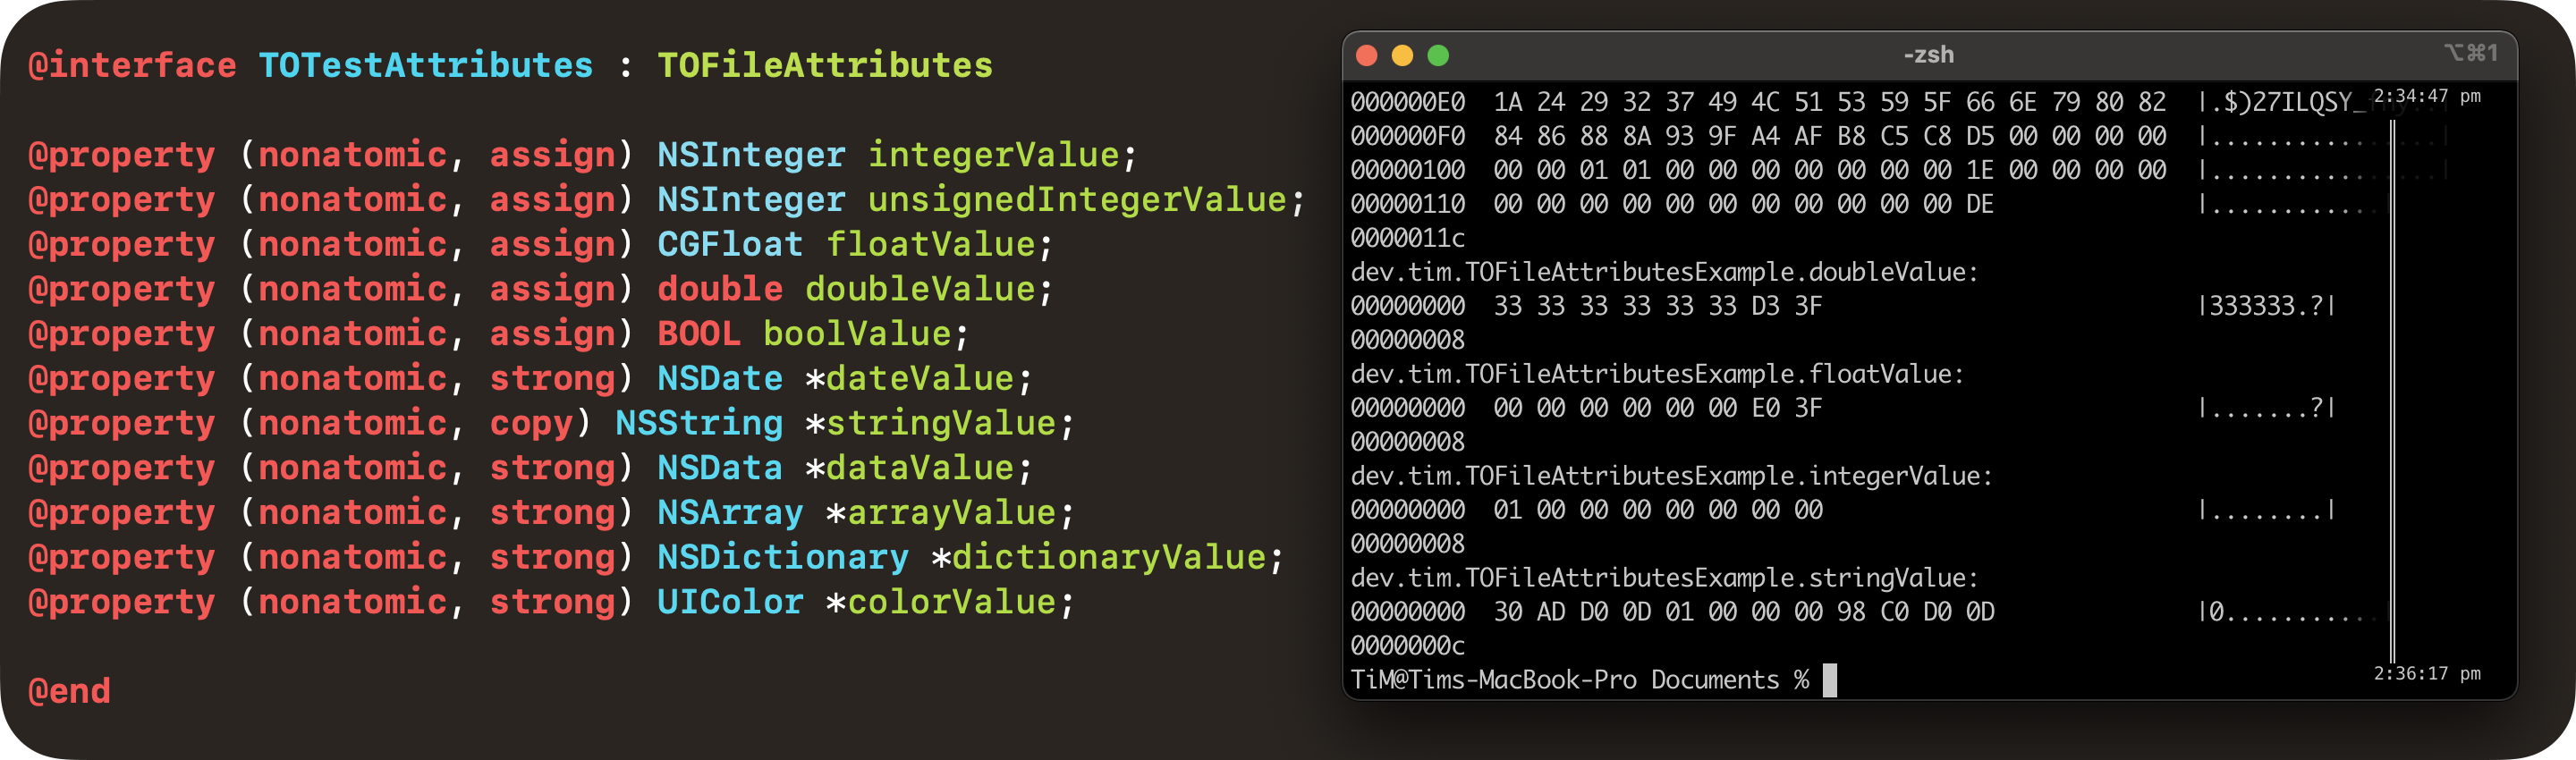 @interface TOTestAttributes : TOFileAttributes
@property (nonatomic, assign) NSInteger integerValue;
@property (nonatomic, assign) NSInteger unsignedIntegerValue;
@property (nonatomic, assign) CGFloat floatValue;
@property (nonatomic, assign) double doubleValue;
@property (nonatomic, assign) BOOL boolValue;
@property (nonatomic, strong) NSDate *dateValue;
@property (nonatomic, copy) NSString *stringValue;
@property (nonatomic, strong) NSData *dataValue;
@property (nonatomic, strong) NSArray *arrayValue;
@property (nonatomic, strong) NSDictionary *dictionaryValue;
@property (nonatomic, strong) UIColor *colorValue;
@end
-zsh ⌥⌘1
000000E0 1A 24 29 32 37 49 4C 51 53 59 5F 66 6E 79 80 82 |.$)27ILQSY_ 2:34:47 pm
000000F0 84 86 88 8A 93 9F A4 AF B8 C5 C8 D5 00 00 00 00 |................|
00000100 00 00 01 01 00 00 00 00 00 00 00 1E 00 00 00 00 |................|
00000110 00 00 00 00 00 00 00 00 00 00 00 DE |............|
0000011c
dev.tim.TOFileAttributesExample.doubleValue:
00000000 33 33 33 33 33 33 D3 3F |333333.?|
00000008
dev.tim.TOFileAttributesExample.floatValue:
00000000 00 00 00 00 00 00 E0 3F |.......?|
00000008
dev.tim.TOFileAttributesExample.integerValue:
00000000 01 00 00 00 00 00 00 00 |........|
00000008
dev.tim.TOFileAttributesExample.stringValue:
00000000 30 AD D0 0D 01 00 00 00 98 C0 D0 0D |0...........|
0000000c
TiM@Tims-MacBook-Pro Documents % 2:36:17 pm